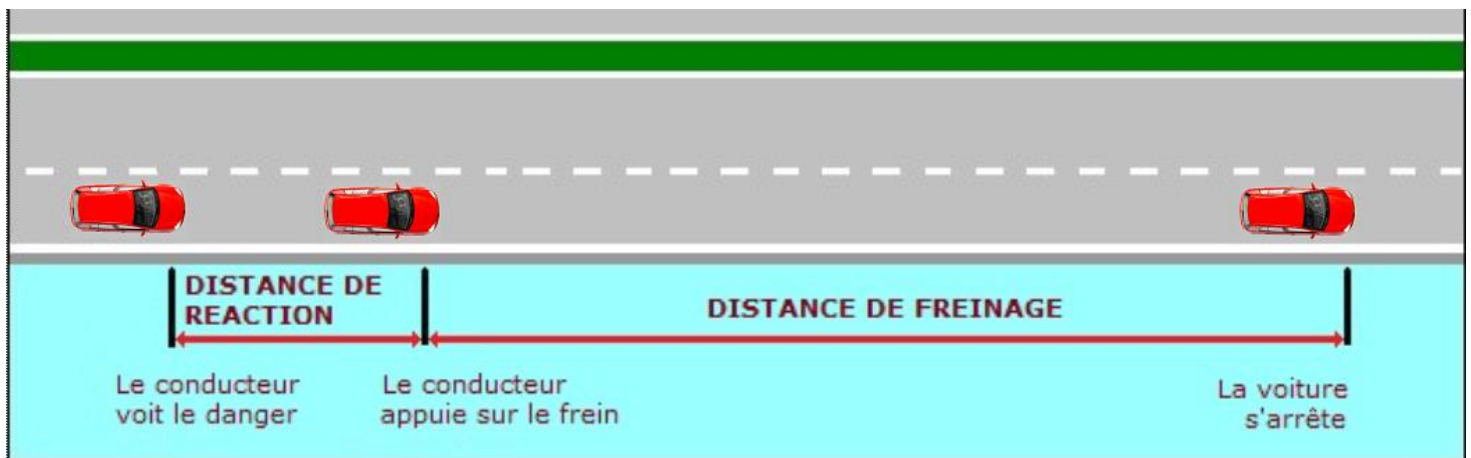 DISTANCE DE
REACTION
DISTANCE DE FREINAGE
Le conducteur
voit le danger
Le conducteur
appuie sur le frein
La voiture
s'arrête